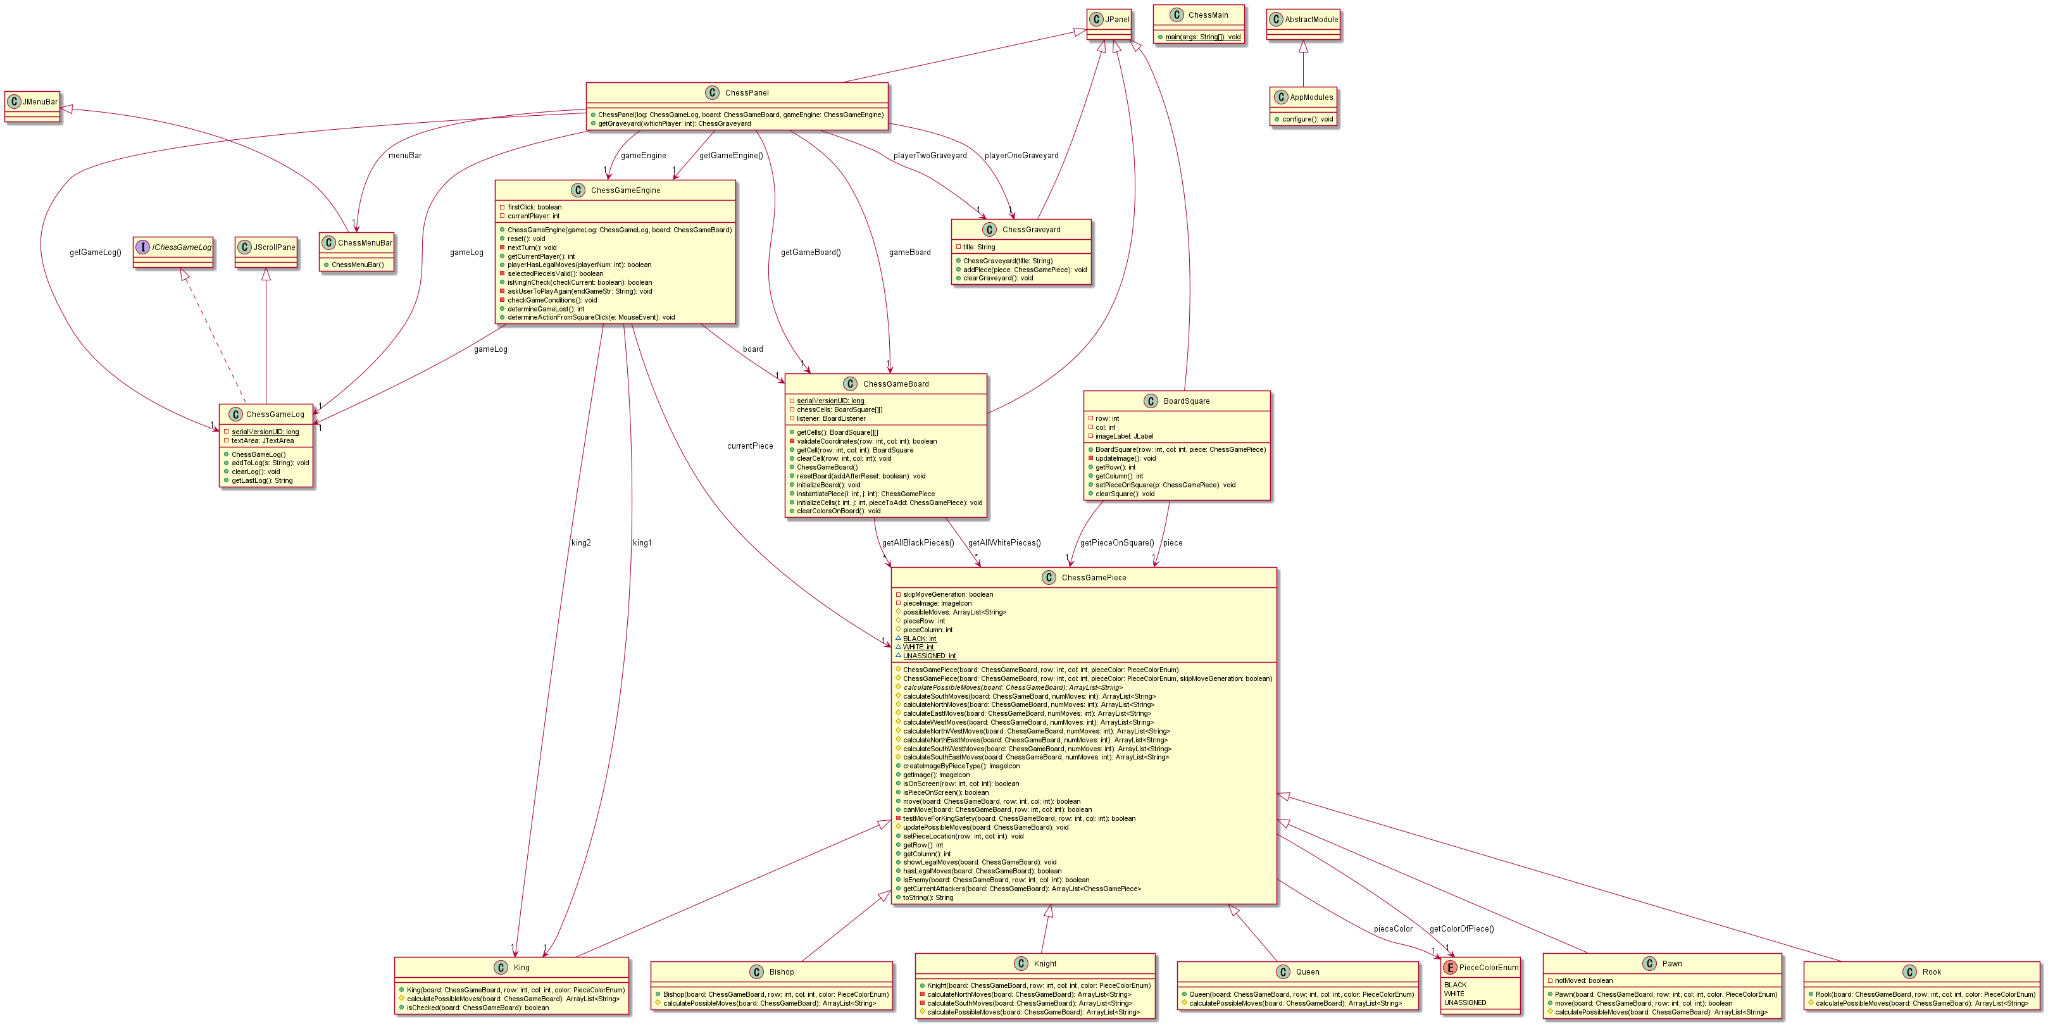 JPanel
ChessMain
main(args: String[]): void
AbstractModule
JMenuBar
ChessPanel
ChessPanel(log: ChessGameLog, board: ChessGameBoard, gameEngine: ChessGameEngine)
getGraveyard(whichPlayer: int): ChessGraveyard
AppModules
configure(): void
menuBar
gameEngine
getGameEngine()
playerTwoGraveyard
playerOneGraveyard
1
1
ChessGameEngine
firstClick: boolean
currentPlayer: int
ChessGameEngine(gameLog: ChessGameLog, board: ChessGameBoard)
reset(): void
nextTurn(): void
getCurrentPlayer(): int
playerHasLegalMoves(playerNum: int): boolean
selectedPieceIsValid(): boolean
isKingInCheck(checkCurrent: boolean): boolean
askUserToPlayAgain(endGameStr: String): void
checkGameConditions(): void
determineGameLost(): int
determineActionFromSquareClick(e: MouseEvent): void
1
1
1
ChessGraveyard
title: String
ChessGraveyard(title: String)
addPiece(piece: ChessGamePiece): void
clearGraveyard(): void
IChessGameLog
JScrollPane
ChessMenuBar
ChessMenuBar()
getGameLog()
gameLog
getGameBoard()
gameBoard
gameLog
board
1
1
1
ChessGameBoard
serialVersionUID: long
chessCells: BoardSquare[][]
listener: BoardListener
getCells(): BoardSquare[][]
validateCoordinates(row: int, col: int): boolean
getCell(row: int, col: int): BoardSquare
clearCell(row: int, col: int): void
ChessGameBoard()
resetBoard(addAfterReset: boolean): void
initializeBoard(): void
instantiatePiece(i: int, j: int): ChessGamePiece
initializeCells(i: int, j: int, pieceToAdd: ChessGamePiece): void
clearColorsOnBoard(): void
BoardSquare
row: int
col: int
imageLabel: JLabel
BoardSquare(row: int, col: int, piece: ChessGamePiece)
updateImage(): void
getRow(): int
getColumn(): int
setPieceOnSquare(p: ChessGamePiece): void
clearSquare(): void
1
1
1
ChessGameLog
serialVersionUID: long
textArea: JTextArea
ChessGameLog()
addToLog(s: String): void
clearLog(): void
getLastLog(): String
currentPiece
king2
king1
getAllBlackPieces()
getAllWhitePieces()
getPieceOnSquare()
piece
*
*
1
1
1
ChessGamePiece
skipMoveGeneration: boolean
pieceImage: ImageIcon
possibleMoves: ArrayList<String>
pieceRow: int
pieceColumn: int
BLACK: int
WHITE: int
UNASSIGNED: int
ChessGamePiece(board: ChessGameBoard, row: int, col: int, pieceColor: PieceColorEnum)
ChessGamePiece(board: ChessGameBoard, row: int, col: int, pieceColor: PieceColorEnum, skipMoveGeneration: boolean)
calculatePossibleMoves(board: ChessGameBoard): ArrayList<String>
calculateSouthMoves(board: ChessGameBoard, numMoves: int): ArrayList<String>
calculateNorthMoves(board: ChessGameBoard, numMoves: int): ArrayList<String>
calculateEastMoves(board: ChessGameBoard, numMoves: int): ArrayList<String>
calculateWestMoves(board: ChessGameBoard, numMoves: int): ArrayList<String>
calculateNorthWestMoves(board: ChessGameBoard, numMoves: int): ArrayList<String>
calculateNorthEastMoves(board: ChessGameBoard, numMoves: int): ArrayList<String>
calculateSouthWestMoves(board: ChessGameBoard, numMoves: int): ArrayList<String>
calculateSouthEastMoves(board: ChessGameBoard, numMoves: int): ArrayList<String>
createImageByPieceType(): ImageIcon
getImage(): ImageIcon
isOnScreen(row: int, col: int): boolean
isPieceOnScreen(): boolean
move(board: ChessGameBoard, row: int, col: int): boolean
canMove(board: ChessGameBoard, row: int, col: int): boolean
testMoveForKingSafety(board: ChessGameBoard, row: int, col: int): boolean
updatePossibleMoves(board: ChessGameBoard): void
setPieceLocation(row: int, col: int): void
getRow(): int
getColumn(): int
showLegalMoves(board: ChessGameBoard): void
hasLegalMoves(board: ChessGameBoard): boolean
isEnemy(board: ChessGameBoard, row: int, col: int): boolean
getCurrentAttackers(board: ChessGameBoard): ArrayList<ChessGamePiece>
toString(): String
pieceColor
getColorOfPiece()
1
1
1
1
King
King(board: ChessGameBoard, row: int, col: int, color: PieceColorEnum)
calculatePossibleMoves(board: ChessGameBoard): ArrayList<String>
isChecked(board: ChessGameBoard): boolean
Bishop
Bishop(board: ChessGameBoard, row: int, col: int, color: PieceColorEnum)
calculatePossibleMoves(board: ChessGameBoard): ArrayList<String>
Knight
Knight(board: ChessGameBoard, row: int, col: int, color: PieceColorEnum)
calculateNorthMoves(board: ChessGameBoard): ArrayList<String>
calculateSouthMoves(board: ChessGameBoard): ArrayList<String>
calculatePossibleMoves(board: ChessGameBoard): ArrayList<String>
Queen
Queen(board: ChessGameBoard, row: int, col: int, color: PieceColorEnum)
calculatePossibleMoves(board: ChessGameBoard): ArrayList<String>
PieceColorEnum
BLACK
WHITE
UNASSIGNED
Pawn
notMoved: boolean
Pawn(board: ChessGameBoard, row: int, col: int, color: PieceColorEnum)
move(board: ChessGameBoard, row: int, col: int): boolean
calculatePossibleMoves(board: ChessGameBoard): ArrayList<String>
Rook
Rook(board: ChessGameBoard, row: int, col: int, color: PieceColorEnum)
calculatePossibleMoves(board: ChessGameBoard): ArrayList<String>